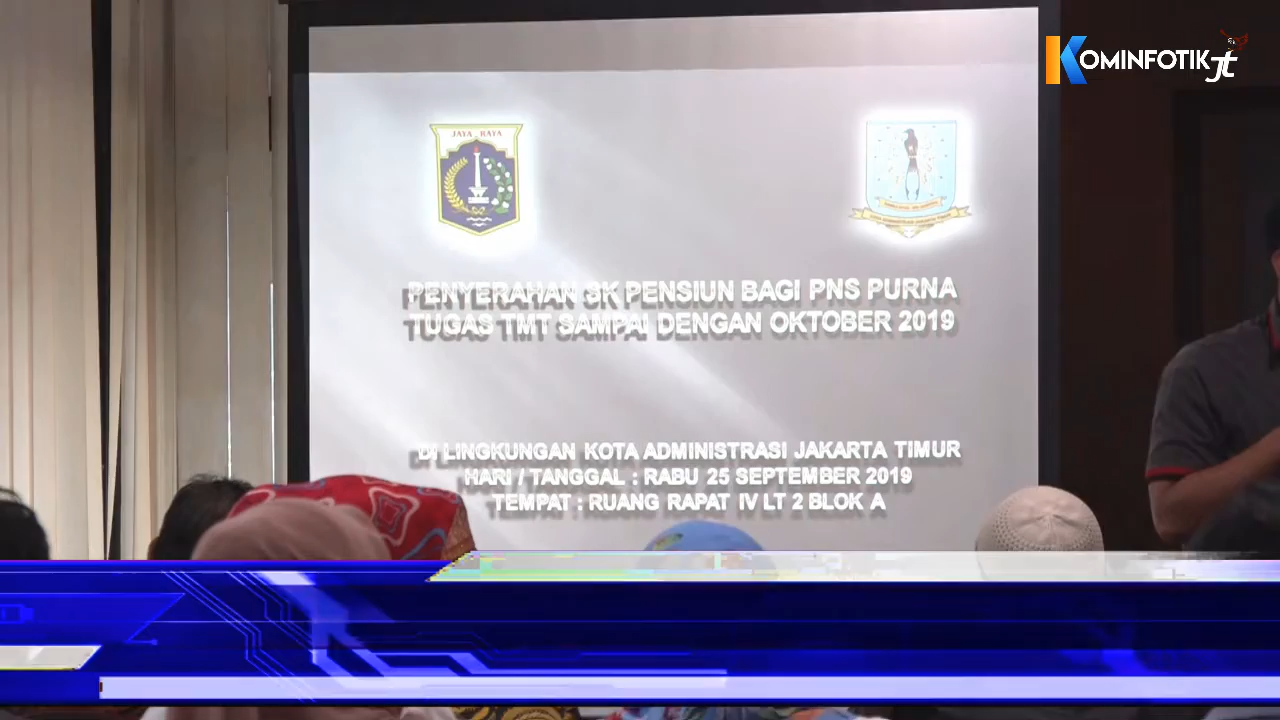 KOMINFOTIK JT
JAYA RAYA
PENYERAHAN SK PENSIUN BAGI PNS PURNA
TUGAS TMT SAMPAI DENGAN OKTOBER 2019
DI LINGKUNGAN KOTA ADMINISTRASI JAKARTA TIMUR
HARI / TANGGAL : RABU 25 SEPTEMBER 2019
TEMPAT : RUANG RAPAT IV LT 2 BLOK A